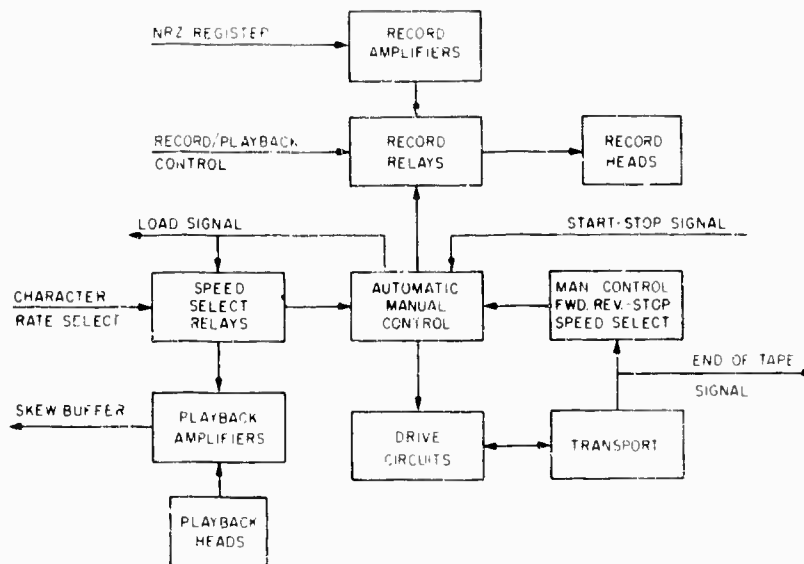 NRZ REGISTER
RECORD
AMPLIFIERS
RECORD/PLAYBACK
CONTROL
RECORD
RELAYS
RECORD
HEADS
LOAD SIGNAL
START-STOP SIGNAL
CHARACTER
RATE SELECT
SPEED
SELECT
RELAYS
AUTOMATIC
MANUAL
CONTROL
MAN. CONTROL
FWD. REV.-STOP
SPEED SELECT
END OF TAPE
SIGNAL
SKEW BUFFER
PLAYBACK
AMPLIFIERS
DRIVE
CIRCUITS
TRANSPORT
PLAYBACK
HEADS